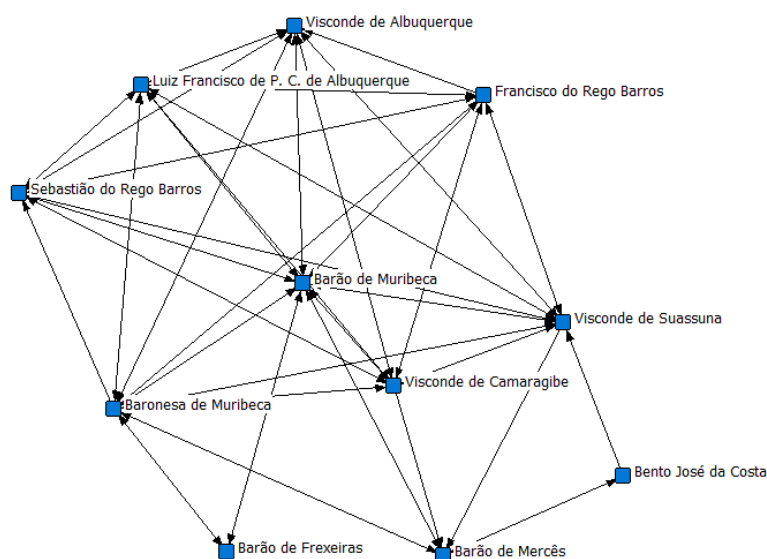 Visconde de Albuquerque
Luiz Francisco de P. C. de Albuquerque
Francisco do Rego Barros
Sebastião do Rego Barros
Barão de Muribeca
Visconde de Suassuna
Visconde de Camaragibe
Baronesa de Muribeca
Bento José da Costa
Barão de Frexeiras
Barão de Mercês